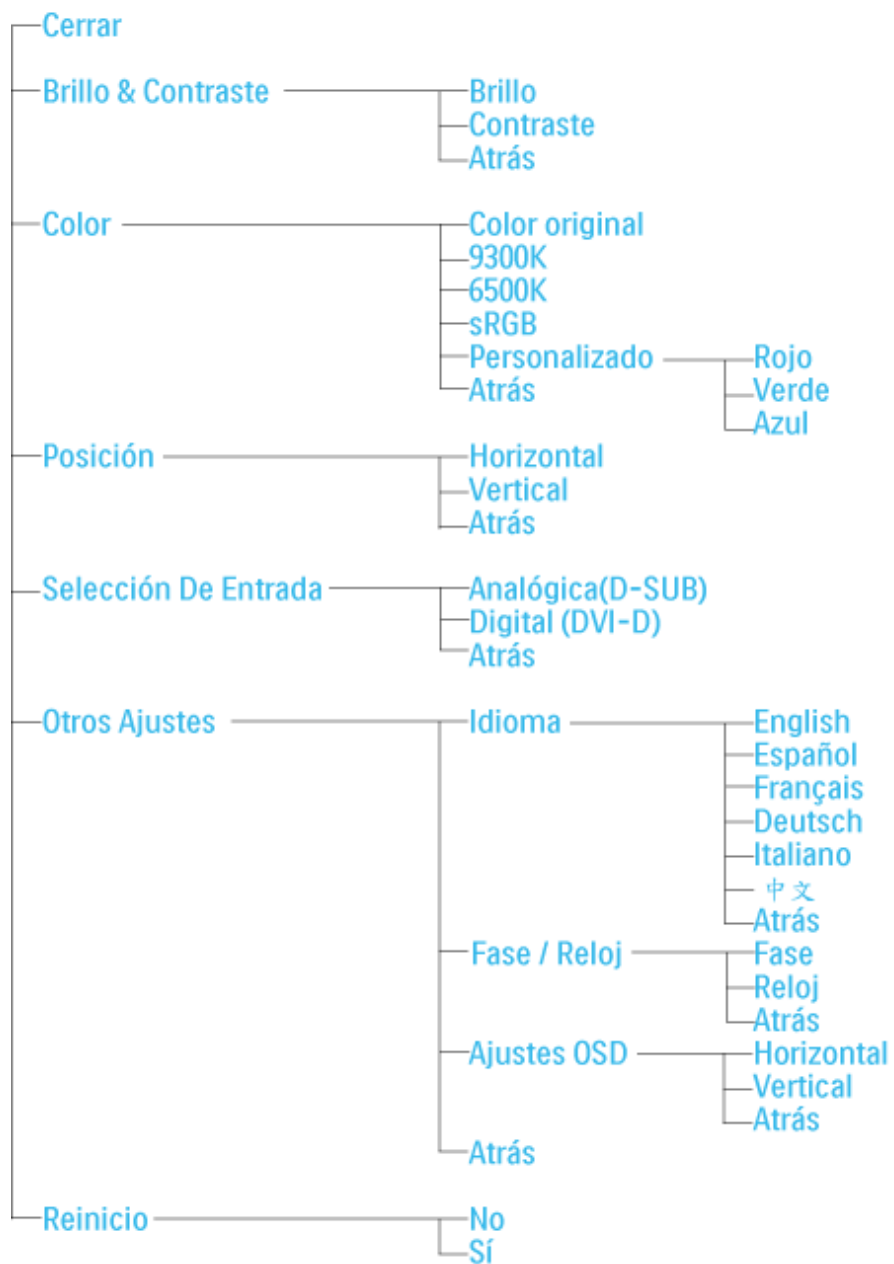 Cerrar
Brillo & Contraste
Brillo
Contraste
Atrás
Color
Color original
9300K
6500K
sRGB
Personalizado
Rojo
Verde
Azul
Atrás
Posición
Horizontal
Vertical
Atrás
Selección De Entrada
Analógica(D-SUB)
Digital (DVI-D)
Atrás
Otros Ajustes
Idioma
English
Español
Français
Deutsch
Italiano
中文
Atrás
Fase / Reloj
Fase
Reloj
Atrás
Ajustes OSD
Horizontal
Vertical
Atrás
Atrás
Reinicio
No
Sí